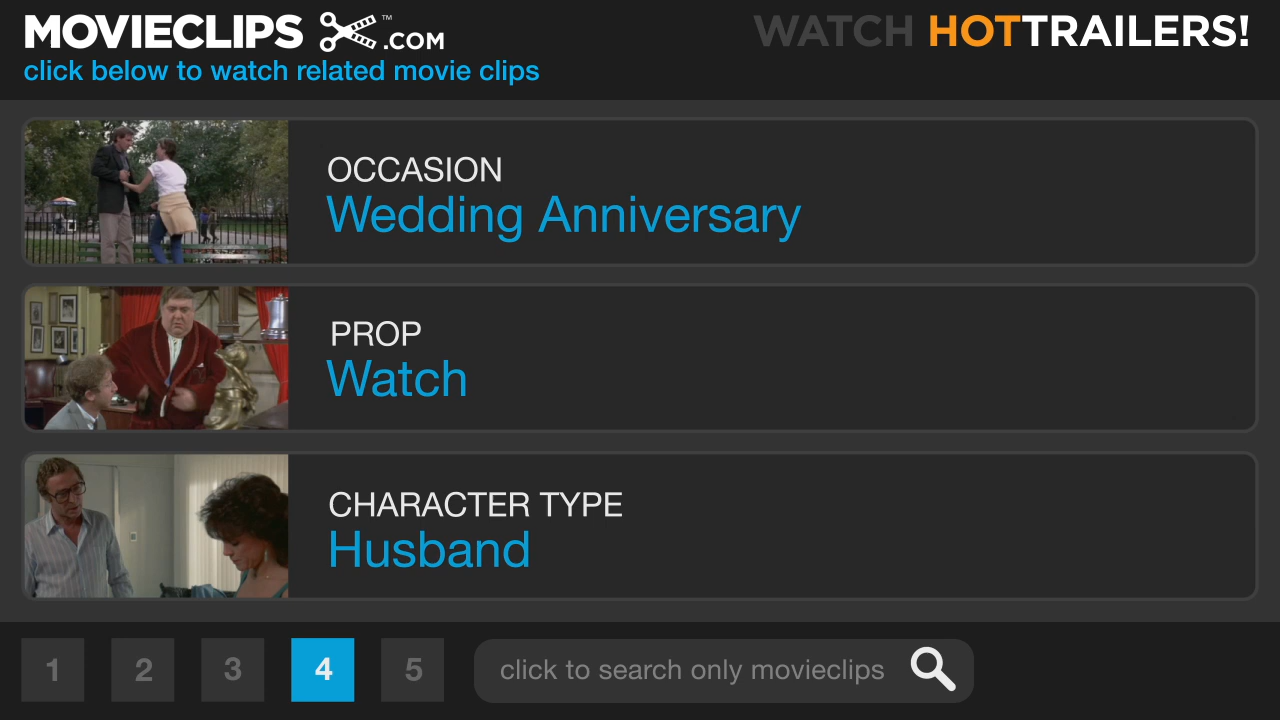 MOVIECLIPS ™ .COM
WATCH HOTTRAILERS!
click below to watch related movie clips
OCCASION
Wedding Anniversary
PROP
Watch
CHARACTER TYPE
Husband
1 2 3 4 5
click to search only movieclips